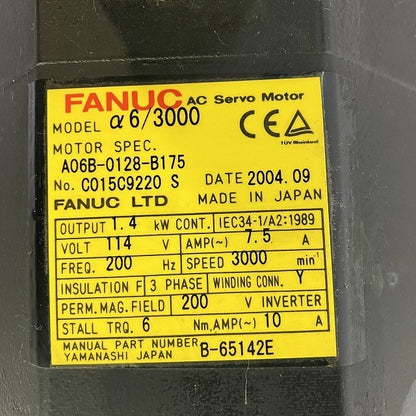 FANUC AC Servo Motor
MODEL α6/3000
CE TÜV Rheinland
MOTOR SPEC.
A06B-0128-B175
No. C015C9220 S DATE 2004.09
FANUC LTD MADE IN JAPAN
OUTPUT 1.4 kW CONT. IEC34-1/A2:1989
VOLT 114 V AMP(~) 7.5 A
FREQ. 200 Hz SPEED 3000 min⁻¹
INSULATION F 3 PHASE WINDING CONN. Y
PERM.MAG.FIELD 200 V INVERTER
STALL TRQ. 6 Nm,AMP(~) 10 A
MANUAL PART NUMBER B-65142E
YAMANASHI JAPAN